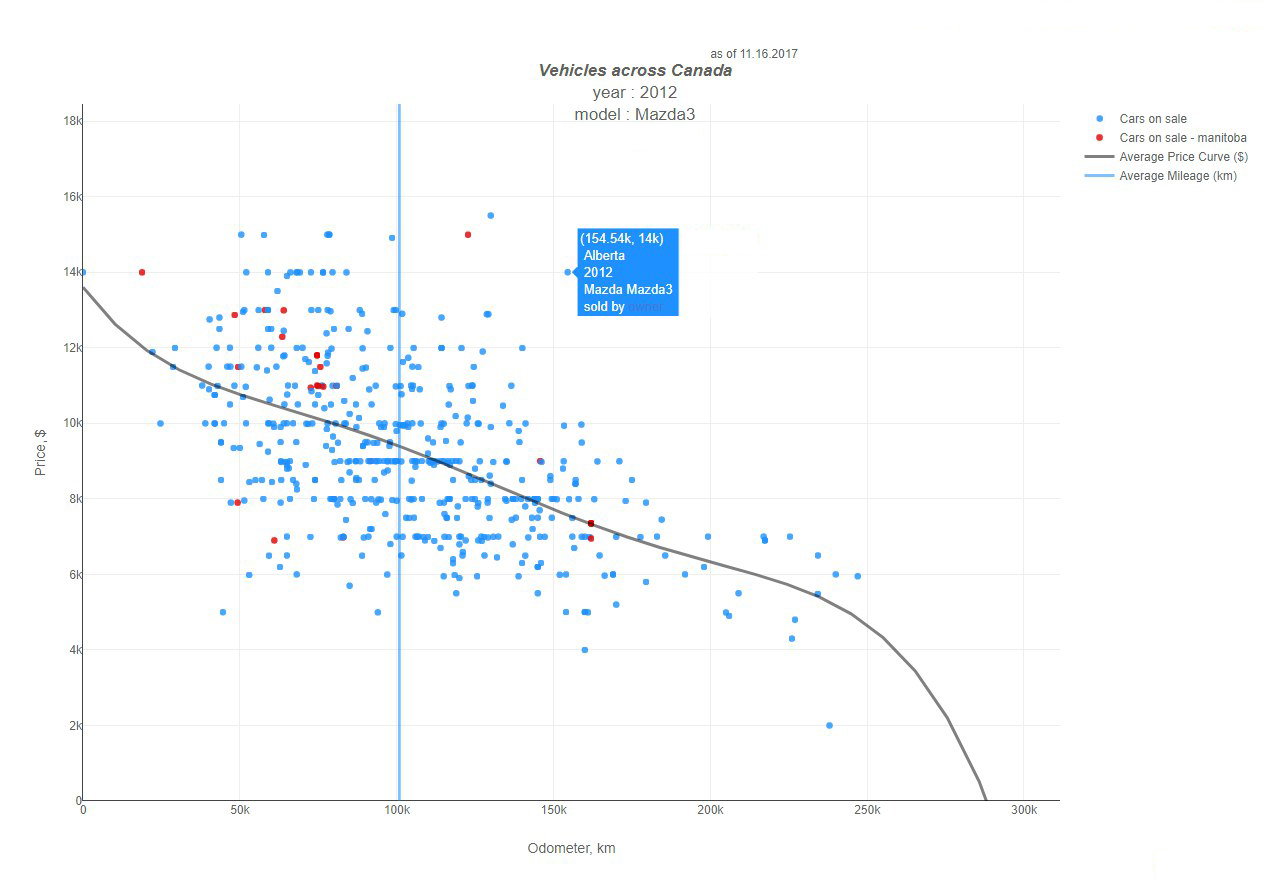 as of 11.16.2017
Vehicles across Canada
year : 2012
model : Mazda3
18k
16k
14k
12k
10k
8k
6k
4k
2k
0
Price, $
0
50k
100k
150k
200k
250k
300k
Odometer, km
Cars on sale
Cars on sale - manitoba
Average Price Curve ($)
Average Mileage (km)
(154.54k, 14k)
Alberta
2012
Mazda Mazda3
sold by owner